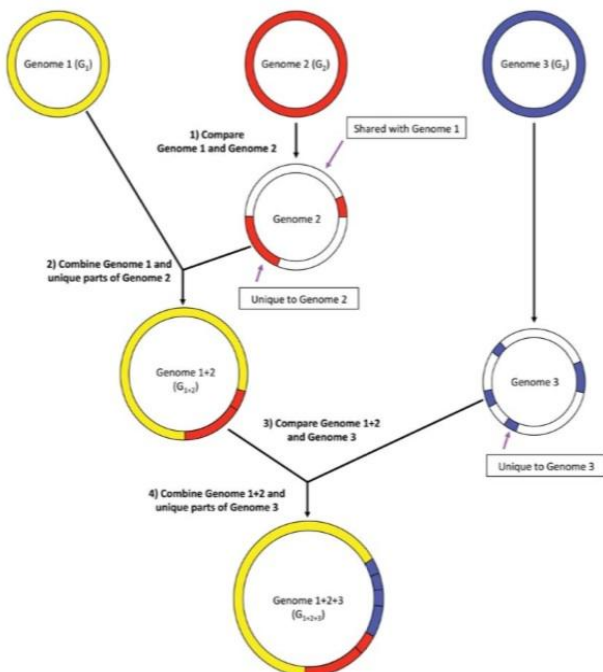 Genome 1 (G1)
Genome 2 (G2)
Genome 3 (G3)
1) Compare
Genome 1 and Genome 2
Shared with Genome 1
Genome 2
2) Combine Genome 1 and
unique parts of Genome 2
Unique to Genome 2
Genome 1+2
(G1+2)
Genome 3
3) Compare Genome 1+2
and Genome 3
Unique to Genome 3
4) Combine Genome 1+2 and
unique parts of Genome 3
Genome 1+2+3
(G1+2+3)